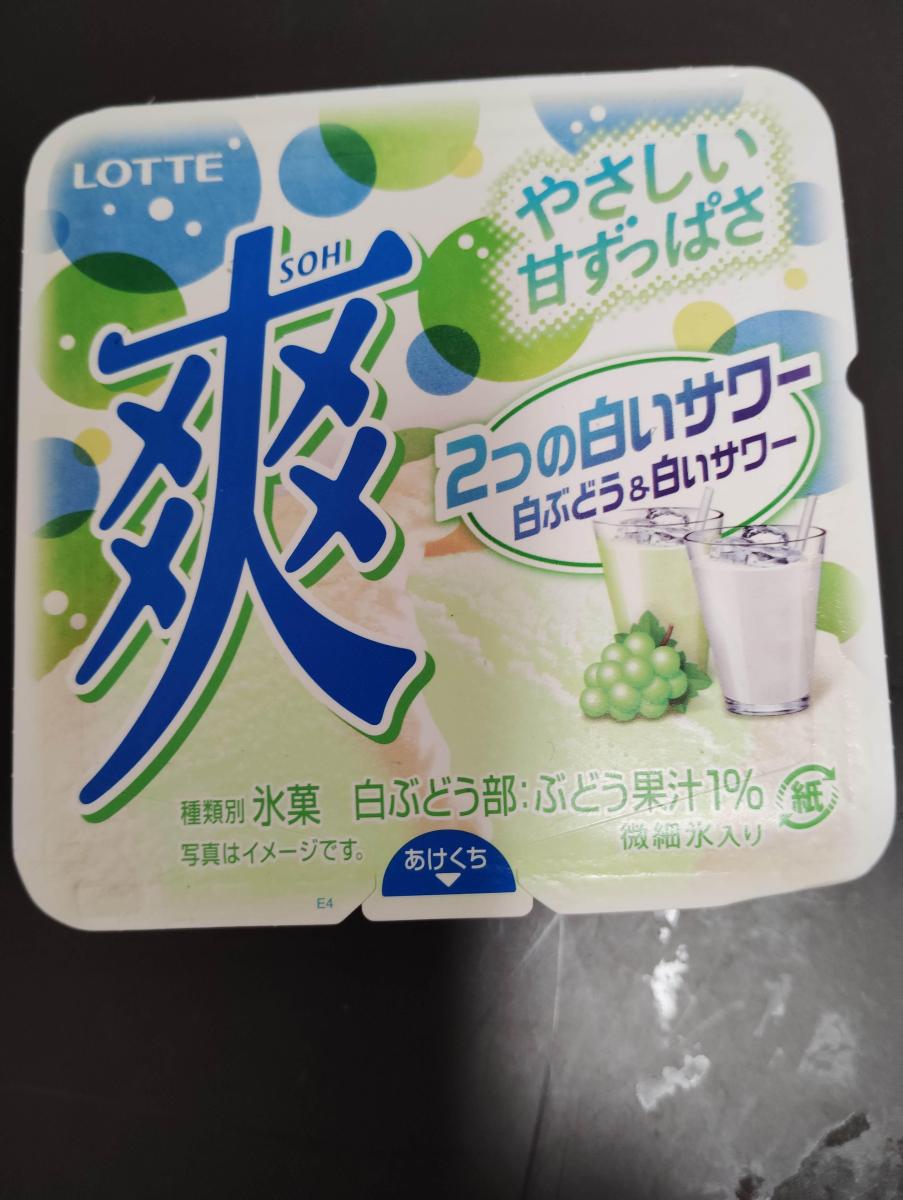 LOTTE
爽
SOH
やさしい
甘ずっぱさ
2つの白いサワー
白ぶどう&白いサワー
種類別 氷菓 白ぶどう部:ぶどう果汁1%
微細氷入り
紙
写真はイメージです。
あけくち
E4